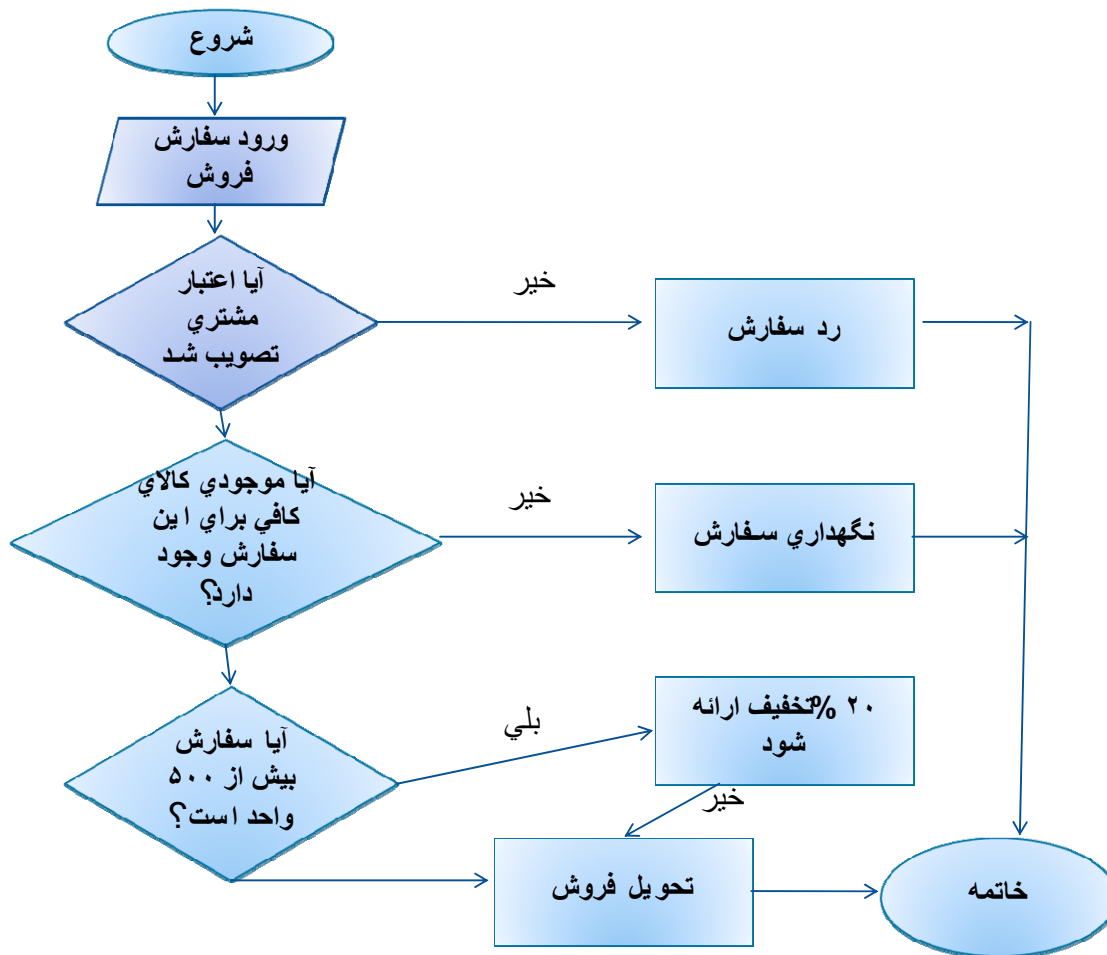 شروع
ورود سفارش
فروش
آيا اعتبار
مشتري
تصويب شد
خير
رد سفارش
آيا موجودي كالاي
كافي براي اين
سفارش وجود
دارد؟
خير
نگهداري سفارش
آيا سفارش
بيش از ۵۰۰
واحد است؟
بلي
۲۰ %تخفيف ارائه
شود
خير
تحويل فروش
خاتمه